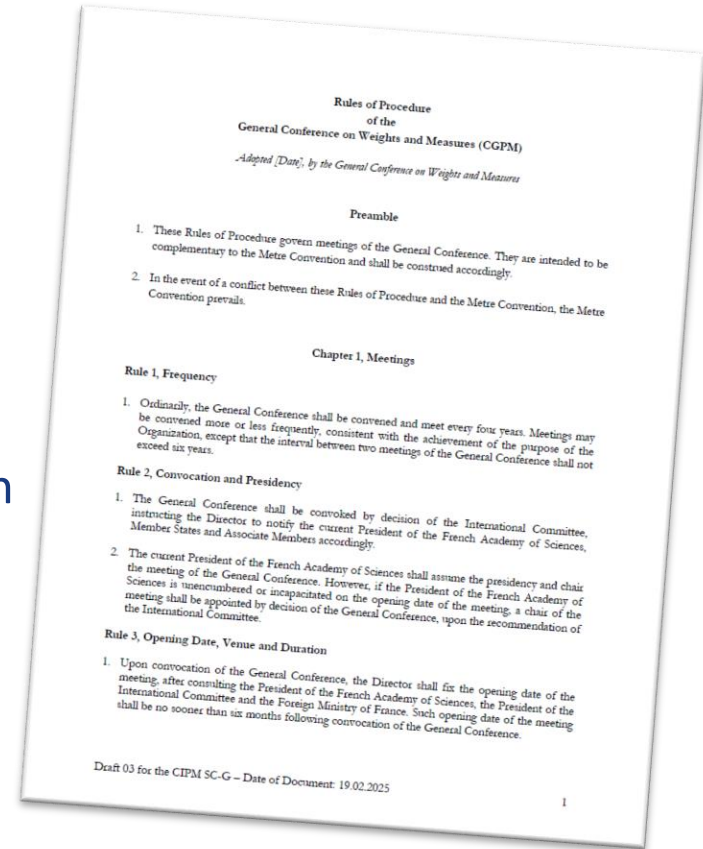 Rules of Procedure
of the
General Conference on Weights and Measures (CGPM)
Adopted [Date], by the General Conference on Weights and Measures
Preamble
1. These Rules of Procedure govern meetings of the General Conference. They are intended to be
complementary to the Metre Convention and shall be construed accordingly.
2. In the event of a conflict between these Rules of Procedure and the Metre Convention, the Metre
Convention prevails.
Chapter 1, Meetings
Rule 1, Frequency
1. Ordinarily, the General Conference shall be convened and meet every four years. Meetings may
be convened more or less frequently, consistent with the achievement of the purpose of the
Organization, except that the interval between two meetings of the General Conference shall not
exceed six years.
Rule 2, Convocation and Presidency
1. The General Conference shall be convoked by decision of the International Committee,
instructing the Director to notify the current President of the French Academy of Sciences,
Member States and Associate Members accordingly.
2. The current President of the French Academy of Sciences shall assume the presidency and chair
the meeting of the General Conference. However, if the President of the French Academy of
Sciences is unencumbered or incapacitated on the opening date of the meeting, a chair of the
meeting shall be appointed by decision of the General Conference, upon the recommendation of
the International Committee.
Rule 3, Opening Date, Venue and Duration
1. Upon convocation of the General Conference, the Director shall fix the opening date of the
meeting, after consulting the President of the French Academy of Sciences, the President of the
International Committee and the Foreign Ministry of France. Such opening date of the meeting
shall be no sooner than six months following convocation of the General Conference.
Draft 03 for the CIPM SC-G – Date of Document: 19.02.2025
1